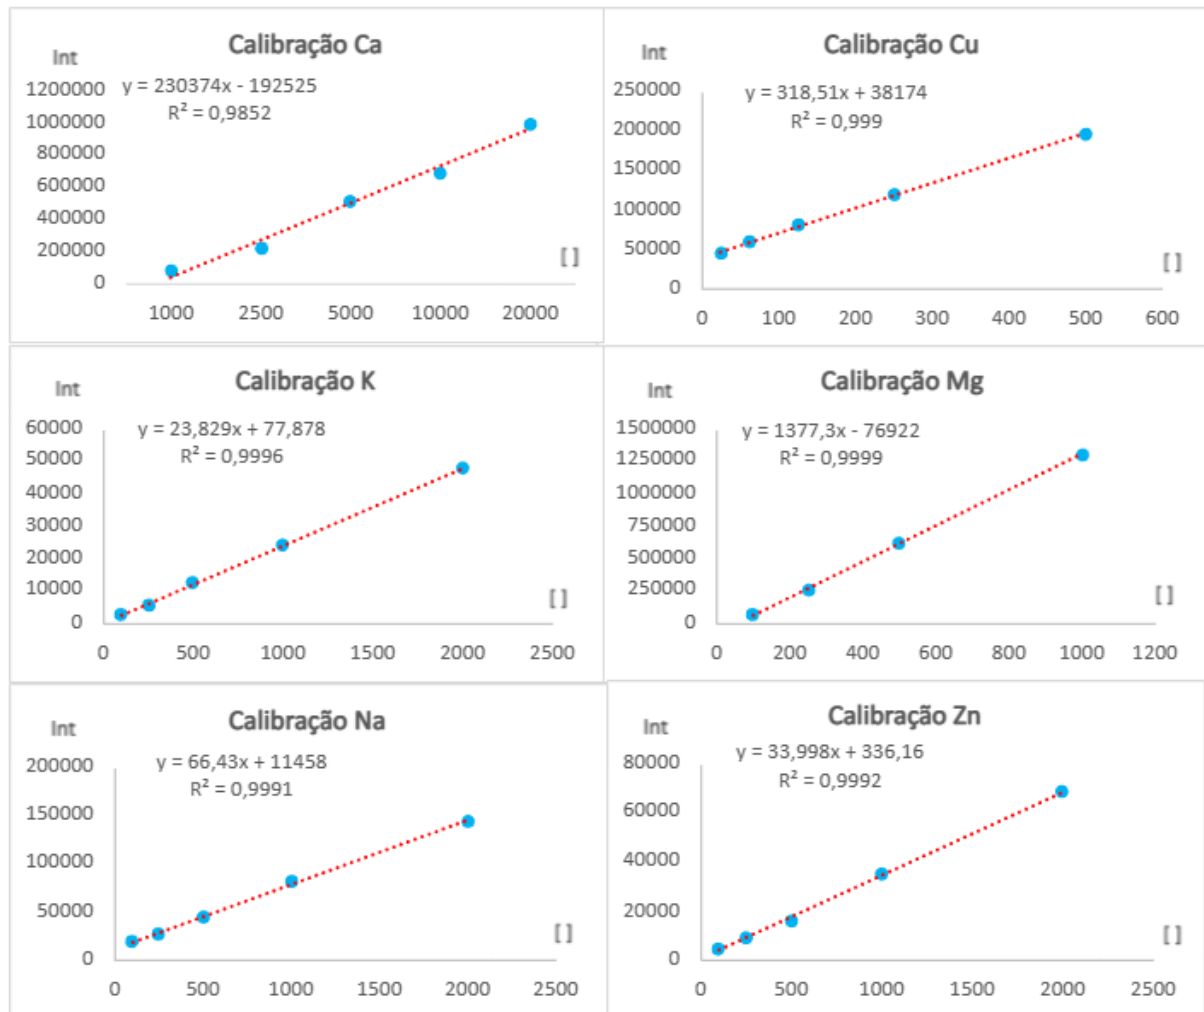 Calibração Ca
Int
y = 230374x - 192525
R² = 0,9852
1200000
1000000
800000
600000
400000
200000
0
[ ]
1000 2500 5000 10000 20000
Calibração Cu
Int
y = 318,51x + 38174
R² = 0,999
250000
200000
150000
100000
50000
0
[ ]
0 100 200 300 400 500 600
Calibração K
Int
y = 23,829x + 77,878
R² = 0,9996
60000
50000
40000
30000
20000
10000
0
[ ]
0 500 1000 1500 2000 2500
Calibração Mg
Int
y = 1377,3x - 76922
R² = 0,9999
1500000
1250000
1000000
750000
500000
250000
0
[ ]
0 200 400 600 800 1000 1200
Calibração Na
Int
y = 66,43x + 11458
R² = 0,9991
200000
150000
100000
50000
0
[ ]
0 500 1000 1500 2000 2500
Calibração Zn
Int
y = 33,998x + 336,16
R² = 0,9992
80000
60000
40000
20000
0
[ ]
0 500 1000 1500 2000 2500